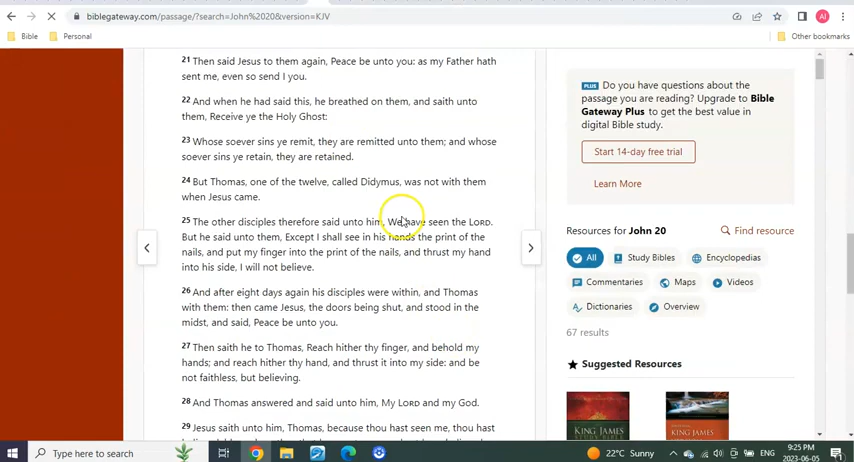 biblegateway.com/passage/?search=John%2020&version=KJV
Bible
Personal
Other bookmarks
21 Then said Jesus to them again, Peace be unto you: as my Father hath
sent me, even so send I you.
22 And when he had said this, he breathed on them, and saith unto
them, Receive ye the Holy Ghost:
23 Whose soever sins ye remit, they are remitted unto them; and whose
soever sins ye retain, they are retained.
24 But Thomas, one of the twelve, called Didymus, was not with them
when Jesus came.
25 The other disciples therefore said unto him, We have seen the LORD.
But he said unto them, Except I shall see in his hands the print of the
nails, and put my finger into the print of the nails, and thrust my hand
into his side, I will not believe.
26 And after eight days again his disciples were within, and Thomas
with them: then came Jesus, the doors being shut, and stood in the
midst, and said, Peace be unto you.
27 Then saith he to Thomas, Reach hither thy finger, and behold my
hands; and reach hither thy hand, and thrust it into my side: and be
not faithless, but believing.
28 And Thomas answered and said unto him, My LORD and my God.
29 Jesus saith unto him, Thomas, because thou hast seen me, thou hast
PLUS Do you have questions about the
passage you are reading? Upgrade to Bible
Gateway Plus to get the best value in
digital Bible study.
Start 14-day free trial
Learn More
Resources for John 20
Find resource
All
Study Bibles
Encyclopedias
Commentaries
Maps
Videos
Dictionaries
Overview
67 results
Suggested Resources
KING JAMES
KING JAMES
Type here to search
22°C Sunny
ENG
9:25 PM
2023-06-05